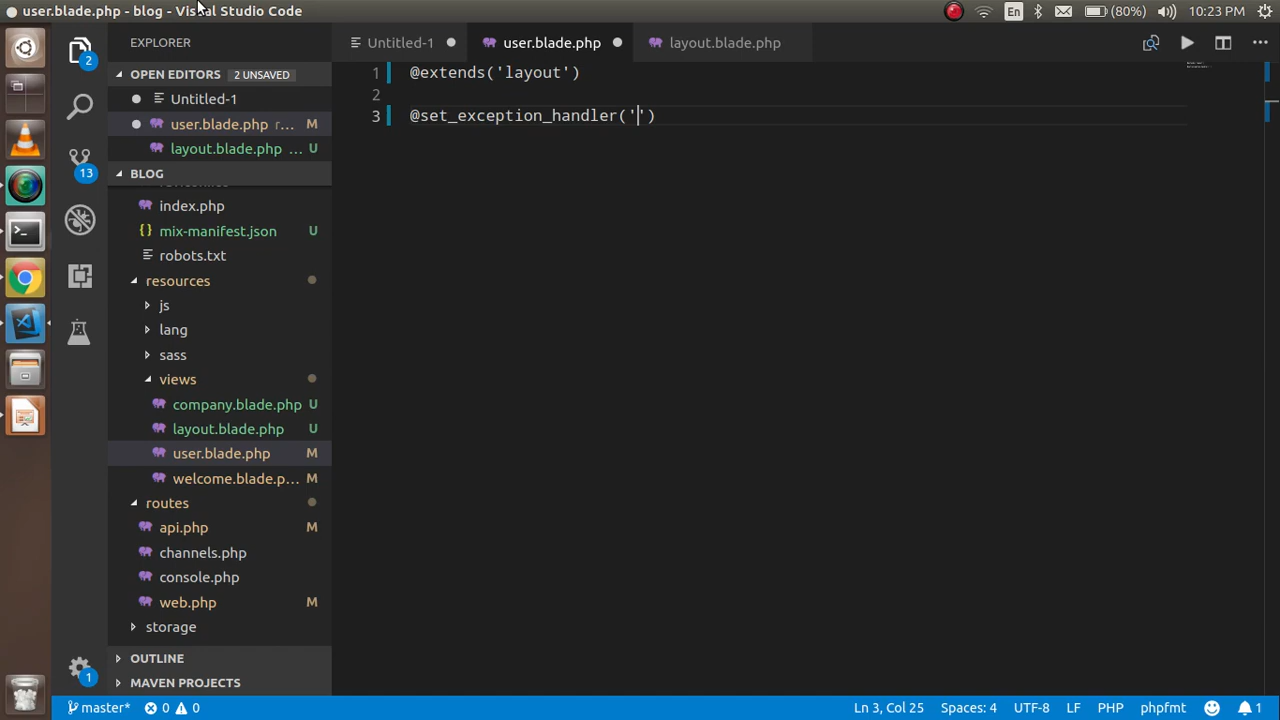 user.blade.php - blog - Visual Studio Code
En
(80%)
10:23 PM
EXPLORER
Untitled-1
user.blade.php
layout.blade.php
2
OPEN EDITORS
2 UNSAVED
Untitled-1
user.blade.php r...
M
layout.blade.php ...
U
13
BLOG
index.php
mix-manifest.json
U
robots.txt
resources
js
lang
sass
views
company.blade.php
U
layout.blade.php
U
user.blade.php
M
welcome.blade.p...
M
routes
api.php
M
channels.php
console.php
web.php
M
storage
OUTLINE
MAVEN PROJECTS
1
1 @extends('layout')
2
3 @set_exception_handler('')
master*
0
0
Ln 3, Col 25
Spaces: 4
UTF-8
LF
PHP
phpfmt
1